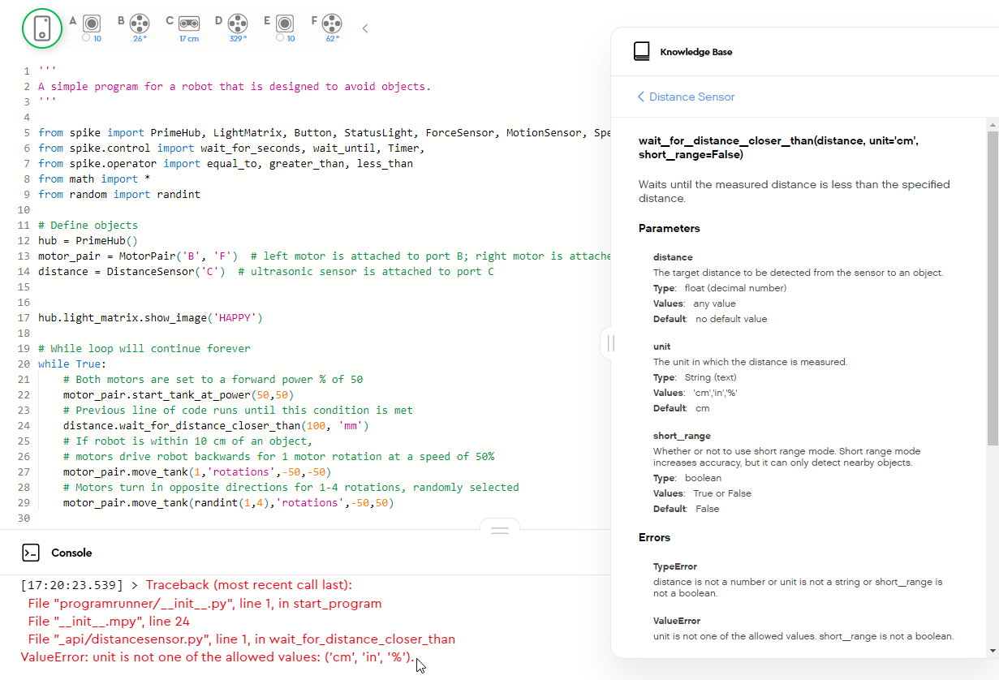 A B C D E F
10 26° 17 cm 329° 10 62°
1 '''
2 A simple program for a robot that is designed to avoid objects.
3 '''
4
5 from spike import PrimeHub, LightMatrix, Button, StatusLight, ForceSensor, MotionSensor, Spe
6 from spike.control import wait_for_seconds, wait_until, Timer,
7 from spike.operator import equal_to, greater_than, less_than
8 from math import *
9 from random import randint
10
11 # Define objects
12 hub = PrimeHub()
13 motor_pair = MotorPair('B', 'F')  # left motor is attached to port B; right motor is attache
14 distance = DistanceSensor('C')  # ultrasonic sensor is attached to port C
15
16
17 hub.light_matrix.show_image('HAPPY')
18
19 # While loop will continue forever
20 while True:
21     # Both motors are set to a forward power % of 50
22     motor_pair.start_tank_at_power(50,50)
23     # Previous line of code runs until this condition is met
24     distance.wait_for_distance_closer_than(100, 'mm')
25     # If robot is within 10 cm of an object,
26     # motors drive robot backwards for 1 motor rotation at a speed of 50%
27     motor_pair.move_tank(1,'rotations',-50,-50)
28     # Motors turn in opposite directions for 1-4 rotations, randomly selected
29     motor_pair.move_tank(randint(1,4),'rotations',-50,50)
30
Console
[17:20:23.539] > Traceback (most recent call last):
File "programrunner/__init__.py", line 1, in start_program
File "__init__.mpy", line 24
File "_api/distancesensor.py", line 1, in wait_for_distance_closer_than
ValueError: unit is not one of the allowed values: ('cm', 'in', '%').
Knowledge Base
Distance Sensor
wait_for_distance_closer_than(distance, unit='cm',
short_range=False)
Waits until the measured distance is less than the specified
distance.
Parameters
distance
The target distance to be detected from the sensor to an object.
Type: float (decimal number)
Values: any value
Default: no default value
unit
The unit in which the distance is measured.
Type: String (text)
Values: 'cm','in','%'
Default: cm
short_range
Whether or not to use short range mode. Short range mode
increases accuracy, but it can only detect nearby objects.
Type: boolean
Values: True or False
Default: False
Errors
TypeError
distance is not a number or unit is not a string or short_range is
not a boolean.
ValueError
unit is not one of the allowed values. short_range is not a boolean.